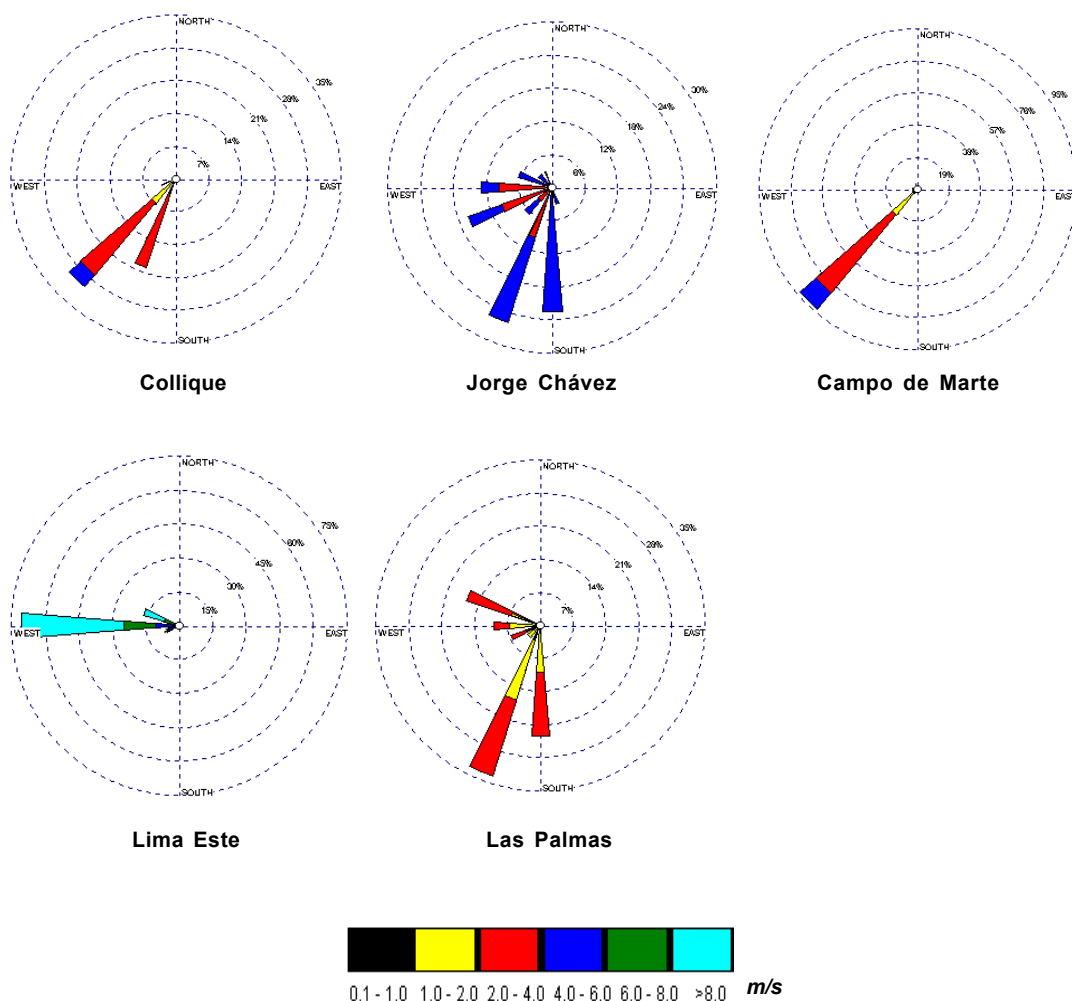 NORTH
35%
28%
21%
14%
7%
WEST
EAST
SOUTH
Collique
NORTH
30%
24%
18%
12%
6%
WEST
EAST
SOUTH
Jorge Chávez
NORTH
95%
76%
57%
38%
19%
WEST
EAST
SOUTH
Campo de Marte
NORTH
75%
60%
45%
30%
15%
WEST
EAST
SOUTH
Lima Este
NORTH
35%
28%
21%
14%
7%
WEST
EAST
SOUTH
Las Palmas
0.1 - 1.0 1.0 - 2.0 2.0 - 4.0 4.0 - 6.0 6.0 - 8.0 >8.0 m/s